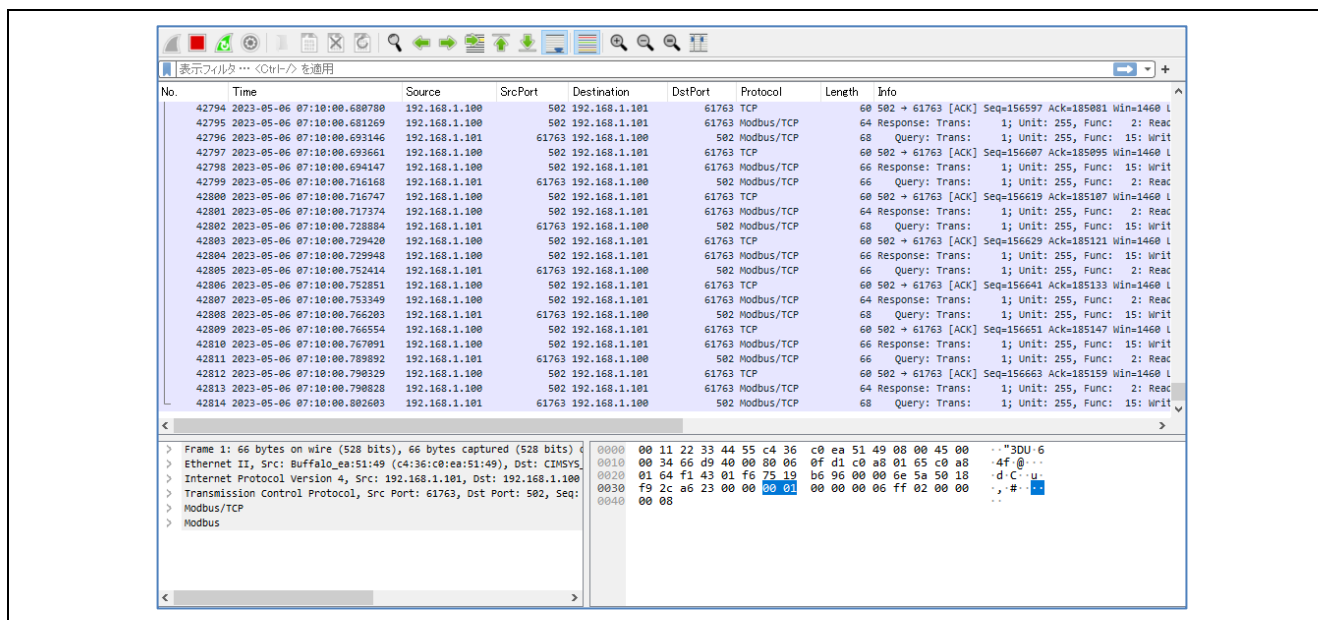 表示フィルタ … <Ctrl-/> を適用
No. Time Source SrcPort Destination DstPort Protocol Length Info
42794 2023-05-06 07:10:00.680780 192.168.1.100 502 192.168.1.101 61763 TCP 60 502 → 61763 [ACK] Seq=156597 Ack=185081 Win=1460 L
42795 2023-05-06 07:10:00.681269 192.168.1.100 502 192.168.1.101 61763 Modbus/TCP 64 Response: Trans: 1; Unit: 255, Func: 2: Reac
42796 2023-05-06 07:10:00.693146 192.168.1.101 61763 192.168.1.100 502 Modbus/TCP 68 Query: Trans: 1; Unit: 255, Func: 15: Writ
42797 2023-05-06 07:10:00.693661 192.168.1.100 502 192.168.1.101 61763 TCP 60 502 → 61763 [ACK] Seq=156607 Ack=185095 Win=1460 L
42798 2023-05-06 07:10:00.694147 192.168.1.100 502 192.168.1.101 61763 Modbus/TCP 66 Response: Trans: 1; Unit: 255, Func: 15: Writ
42799 2023-05-06 07:10:00.716168 192.168.1.101 61763 192.168.1.100 502 Modbus/TCP 66 Query: Trans: 1; Unit: 255, Func: 2: Reac
42800 2023-05-06 07:10:00.716747 192.168.1.100 502 192.168.1.101 61763 TCP 60 502 → 61763 [ACK] Seq=156619 Ack=185107 Win=1460 L
42801 2023-05-06 07:10:00.717374 192.168.1.100 502 192.168.1.101 61763 Modbus/TCP 64 Response: Trans: 1; Unit: 255, Func: 2: Reac
42802 2023-05-06 07:10:00.728884 192.168.1.101 61763 192.168.1.100 502 Modbus/TCP 68 Query: Trans: 1; Unit: 255, Func: 15: Writ
42803 2023-05-06 07:10:00.729420 192.168.1.100 502 192.168.1.101 61763 TCP 60 502 → 61763 [ACK] Seq=156629 Ack=185121 Win=1460 L
42804 2023-05-06 07:10:00.729948 192.168.1.100 502 192.168.1.101 61763 Modbus/TCP 66 Response: Trans: 1; Unit: 255, Func: 15: Writ
42805 2023-05-06 07:10:00.752414 192.168.1.101 61763 192.168.1.100 502 Modbus/TCP 66 Query: Trans: 1; Unit: 255, Func: 2: Reac
42806 2023-05-06 07:10:00.752851 192.168.1.100 502 192.168.1.101 61763 TCP 60 502 → 61763 [ACK] Seq=156641 Ack=185133 Win=1460 L
42807 2023-05-06 07:10:00.753349 192.168.1.100 502 192.168.1.101 61763 Modbus/TCP 64 Response: Trans: 1; Unit: 255, Func: 2: Reac
42808 2023-05-06 07:10:00.766203 192.168.1.101 61763 192.168.1.100 502 Modbus/TCP 68 Query: Trans: 1; Unit: 255, Func: 15: Writ
42809 2023-05-06 07:10:00.766554 192.168.1.100 502 192.168.1.101 61763 TCP 60 502 → 61763 [ACK] Seq=156651 Ack=185147 Win=1460 L
42810 2023-05-06 07:10:00.767091 192.168.1.100 502 192.168.1.101 61763 Modbus/TCP 66 Response: Trans: 1; Unit: 255, Func: 15: Writ
42811 2023-05-06 07:10:00.789892 192.168.1.101 61763 192.168.1.100 502 Modbus/TCP 66 Query: Trans: 1; Unit: 255, Func: 2: Reac
42812 2023-05-06 07:10:00.790329 192.168.1.100 502 192.168.1.101 61763 TCP 60 502 → 61763 [ACK] Seq=156663 Ack=185159 Win=1460 L
42813 2023-05-06 07:10:00.790828 192.168.1.100 502 192.168.1.101 61763 Modbus/TCP 64 Response: Trans: 1; Unit: 255, Func: 2: Reac
42814 2023-05-06 07:10:00.802603 192.168.1.101 61763 192.168.1.100 502 Modbus/TCP 68 Query: Trans: 1; Unit: 255, Func: 15: Writ
> Frame 1: 66 bytes on wire (528 bits), 66 bytes captured (528 bits) (
> Ethernet II, Src: Buffalo_ea:51:49 (c4:36:c0:ea:51:49), Dst: CIMSYS_
> Internet Protocol Version 4, Src: 192.168.1.101, Dst: 192.168.1.100
> Transmission Control Protocol, Src Port: 61763, Dst Port: 502, Seq:
> Modbus/TCP
> Modbus
0000 00 11 22 33 44 55 c4 36 c0 ea 51 49 08 00 45 00 ··"3DU·6
0010 00 34 66 d9 40 00 80 06 0f d1 c0 a8 01 65 c0 a8 ·4f·@···
0020 01 64 f1 43 01 f6 75 19 b6 96 00 00 6e 5a 50 18 ·d·C··u·
0030 f9 2c a6 23 00 00 00 01 00 00 00 06 ff 02 00 00 ·,·#····
0040 00 08 ··